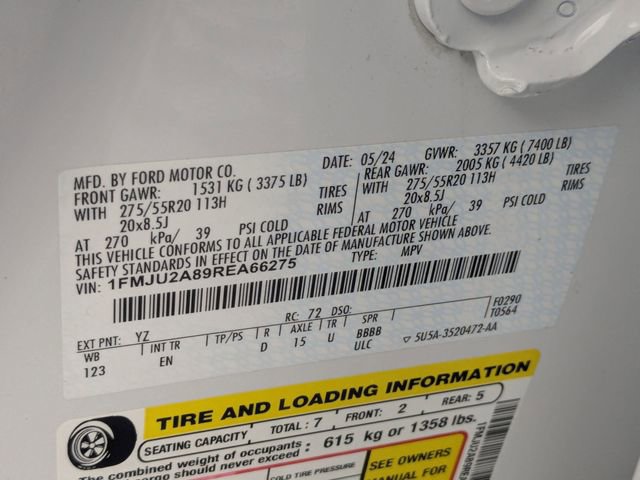 MFD. BY FORD MOTOR CO.
DATE: 05/24 GVWR: 3357 KG ( 7400 LB)
FRONT GAWR: 1531 KG ( 3375 LB) REAR GAWR: 2005 KG ( 4420 LB)
WITH 275/55R20 113H TIRES WITH 275/55R20 113H TIRES
20x8.5J RIMS 20x8.5J RIMS
AT 270 kPa/ 39 PSI COLD AT 270 kPa/ 39 PSI COLD
THIS VEHICLE CONFORMS TO ALL APPLICABLE FEDERAL MOTOR VEHICLE
SAFETY STANDARDS IN EFFECT ON THE DATE OF MANUFACTURE SHOWN ABOVE.
VIN: 1FMJU2A89REA66275 TYPE: MPV
F0290
T0564
EXT PNT: YZ RC: 72 DSO:
WB INT TR TP/PS R AXLE TR SPR
123 EN D 15 U BBBB
ULC ▽ 5U5A-3520472-AA
TIRE AND LOADING INFORMATION
SEATING CAPACITY TOTAL: 7 FRONT: 2 REAR: 5
The combined weight of occupants
cargo should never exceed : 615 kg or 1358 lbs.
COLD TIRE PRESSURE
SEE OWNERS
MANUAL FOR